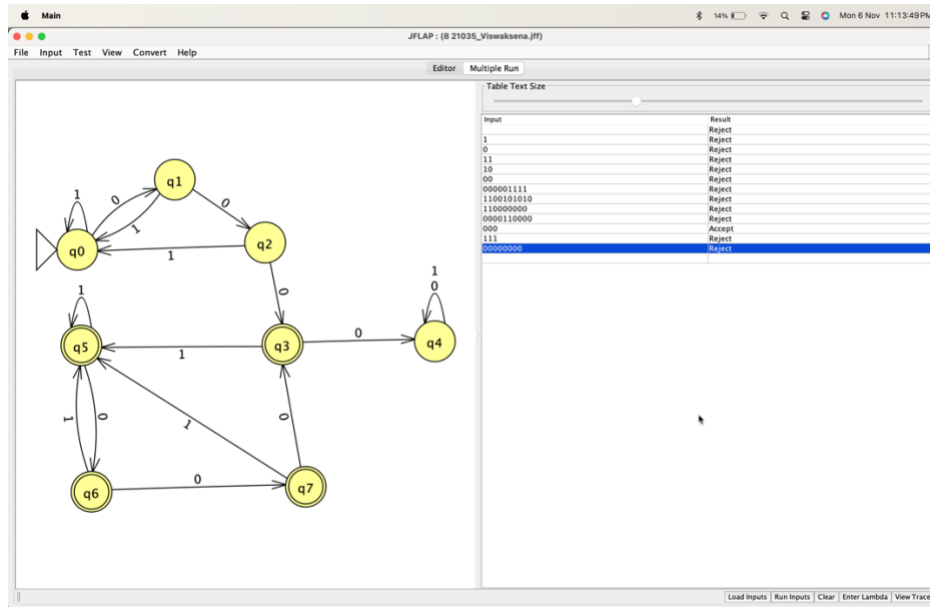 Main 14% Mon 6 Nov 11:13:49PM
JFLAP : (8 21035_Viswaksena.jff)
File Input Test View Convert Help
Editor Multiple Run
Table Text Size
Input Result
Reject
1 Reject
0 Reject
11 Reject
10 Reject
00 Reject
000001111 Reject
1100101010 Reject
110000000 Reject
0000110000 Reject
000 Accept
111 Reject
00000000 Reject
q1
1 0 0
1
q2
q0
1
0
1
0
1
q5 q3 0 q4
1
1 0 1 0
q6 0 q7
Load Inputs Run Inputs Clear Enter Lambda View Trace